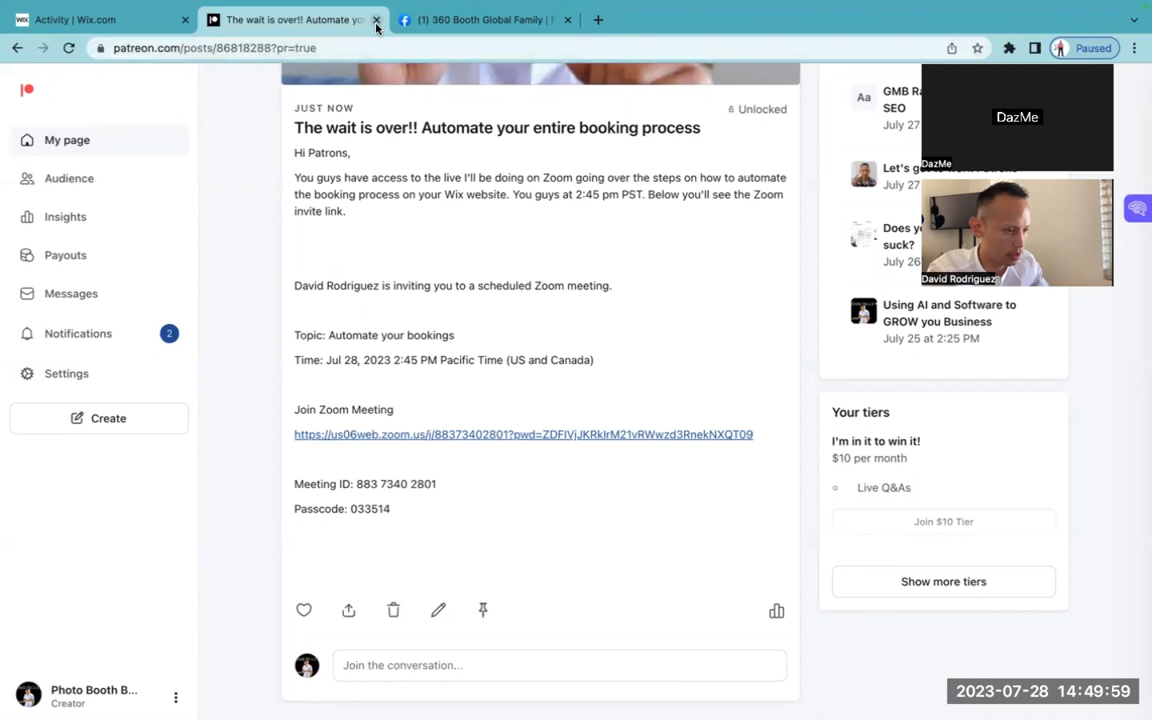 WIX Activity | Wix.com
The wait is over!! Automate yo
(1) 360 Booth Global Family |
patreon.com/posts/86818288?pr=true
Paused
My page
Audience
Insights
Payouts
Messages
Notifications 2
Settings
Create
Photo Booth B...
Creator
JUST NOW
Unlocked
The wait is over!! Automate your entire booking process
Hi Patrons,
You guys have access to the live I'll be doing on Zoom going over the steps on how to automate
the booking process on your Wix website. You guys at 2:45 pm PST. Below you'll see the Zoom
invite link.
David Rodriguez is inviting you to a scheduled Zoom meeting.
Topic: Automate your bookings
Time: Jul 28, 2023 2:45 PM Pacific Time (US and Canada)
Join Zoom Meeting
https://us06web.zoom.us/j/88373402801?pwd=ZDFIVjJKRklrM21vRWwzd3RnekNXQT09
Meeting ID: 883 7340 2801
Passcode: 033514
Join the conversation...
Aa
GMB Ra
SEO
July 27
Let's g
July 27
Does yo
suck?
July 26
Using AI and Software to
GROW you Business
July 25 at 2:25 PM
DazMe
DazMe
David Rodriguez
Your tiers
I'm in it to win it!
$10 per month
Live Q&As
Join $10 Tier
Show more tiers
2023-07-28 14:49:59